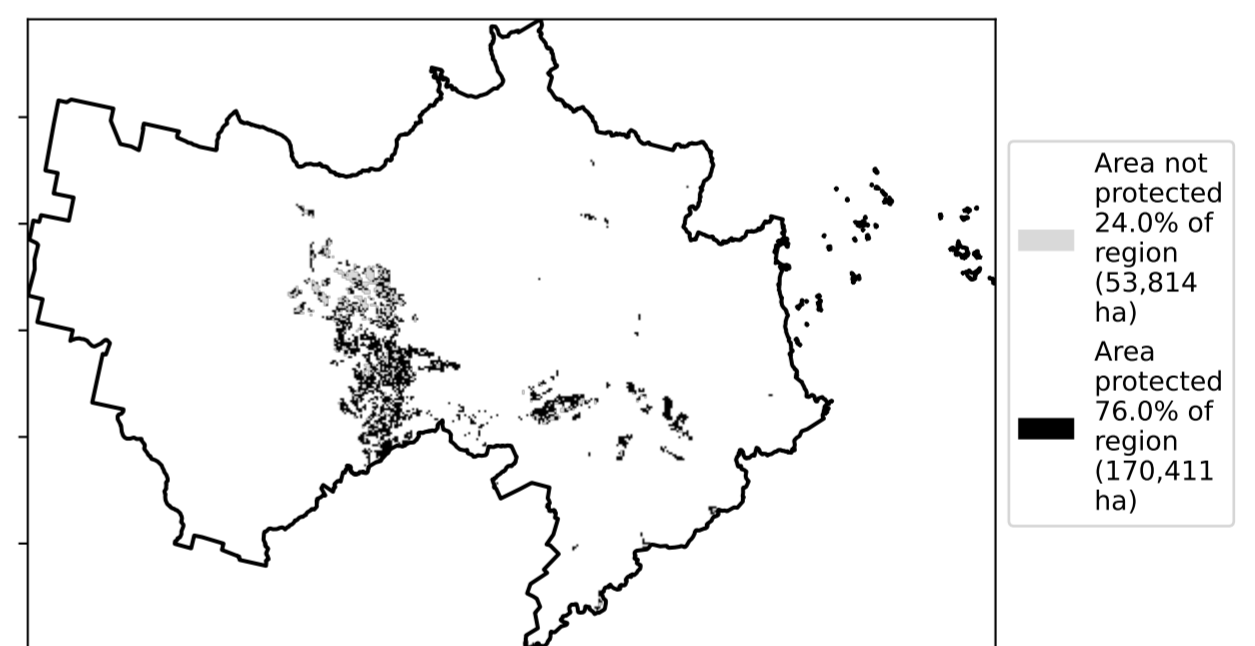 Area not
protected
24.0% of
region
(53,814
ha)
Area
protected
76.0% of
region
(170,411
ha)